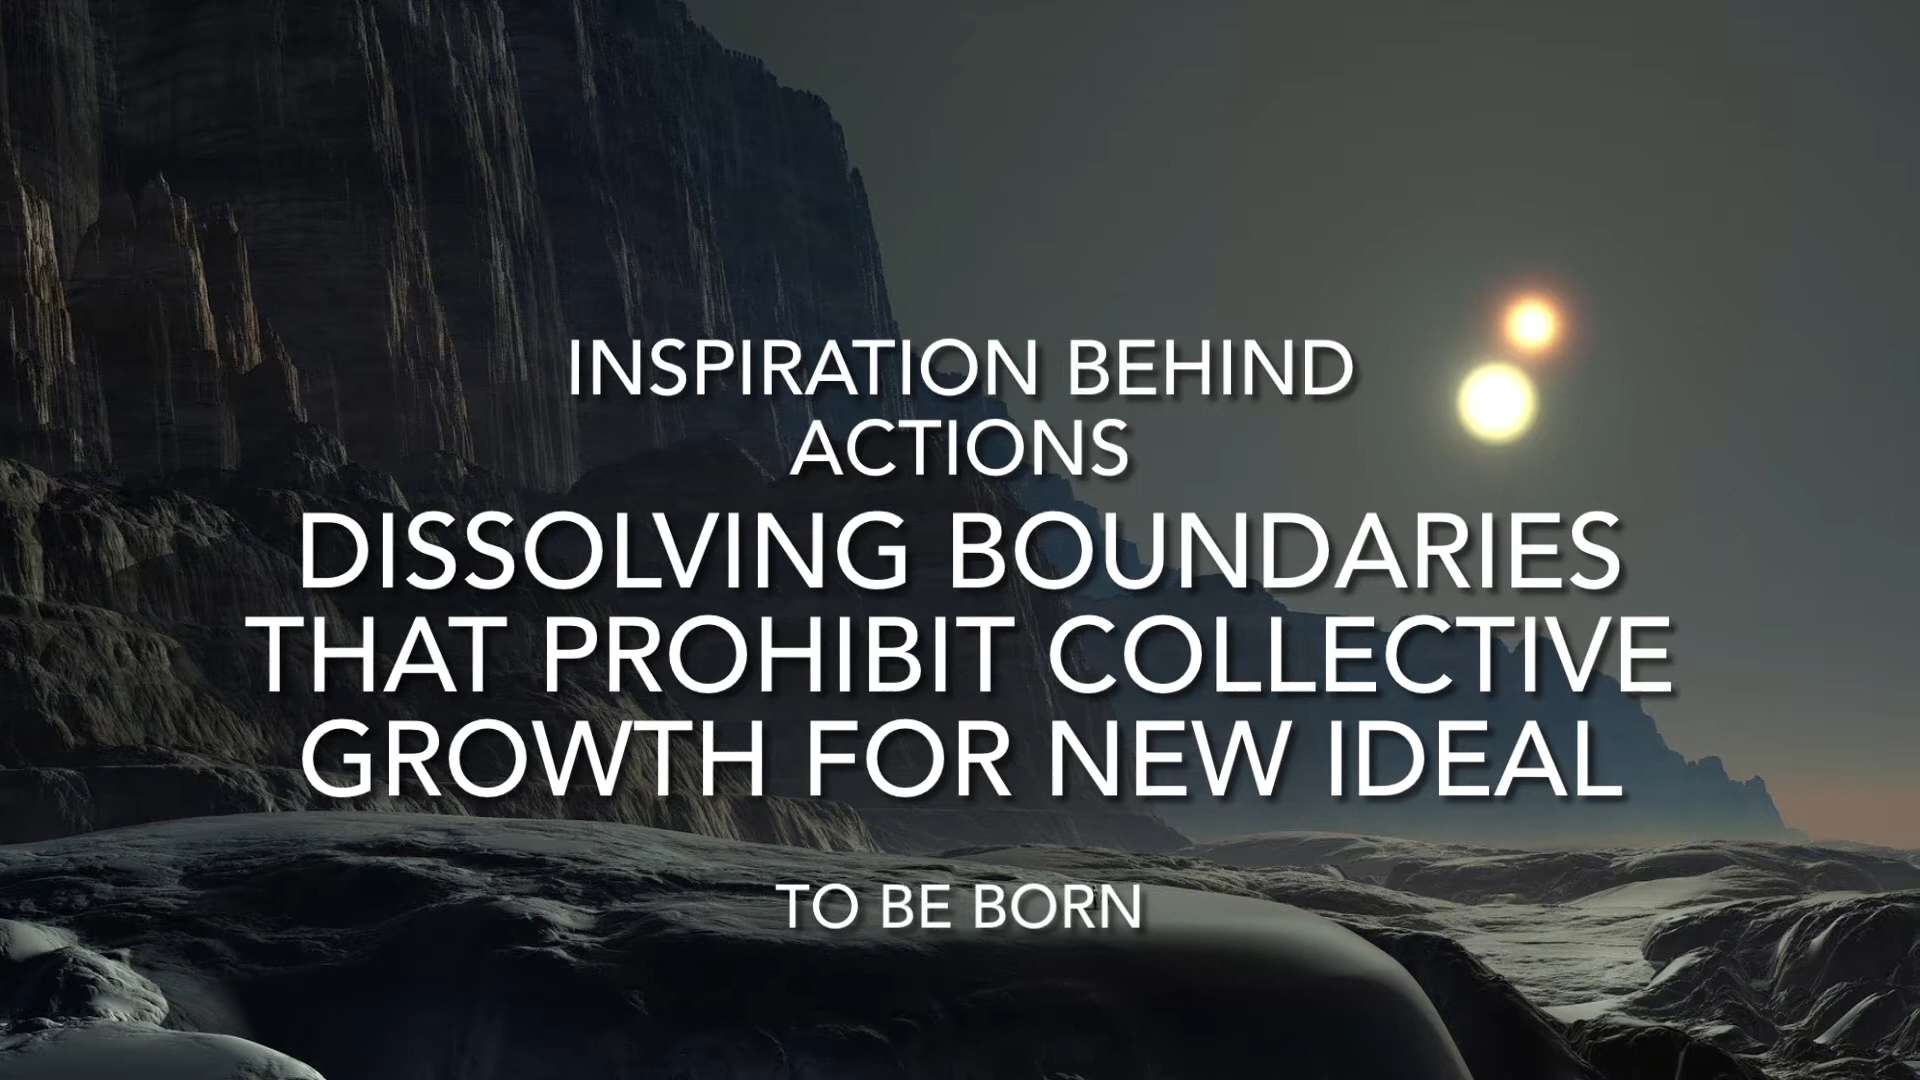 INSPIRATION BEHIND
ACTIONS
DISSOLVING BOUNDARIES
THAT PROHIBIT COLLECTIVE
GROWTH FOR NEW IDEAL
TO BE BORN